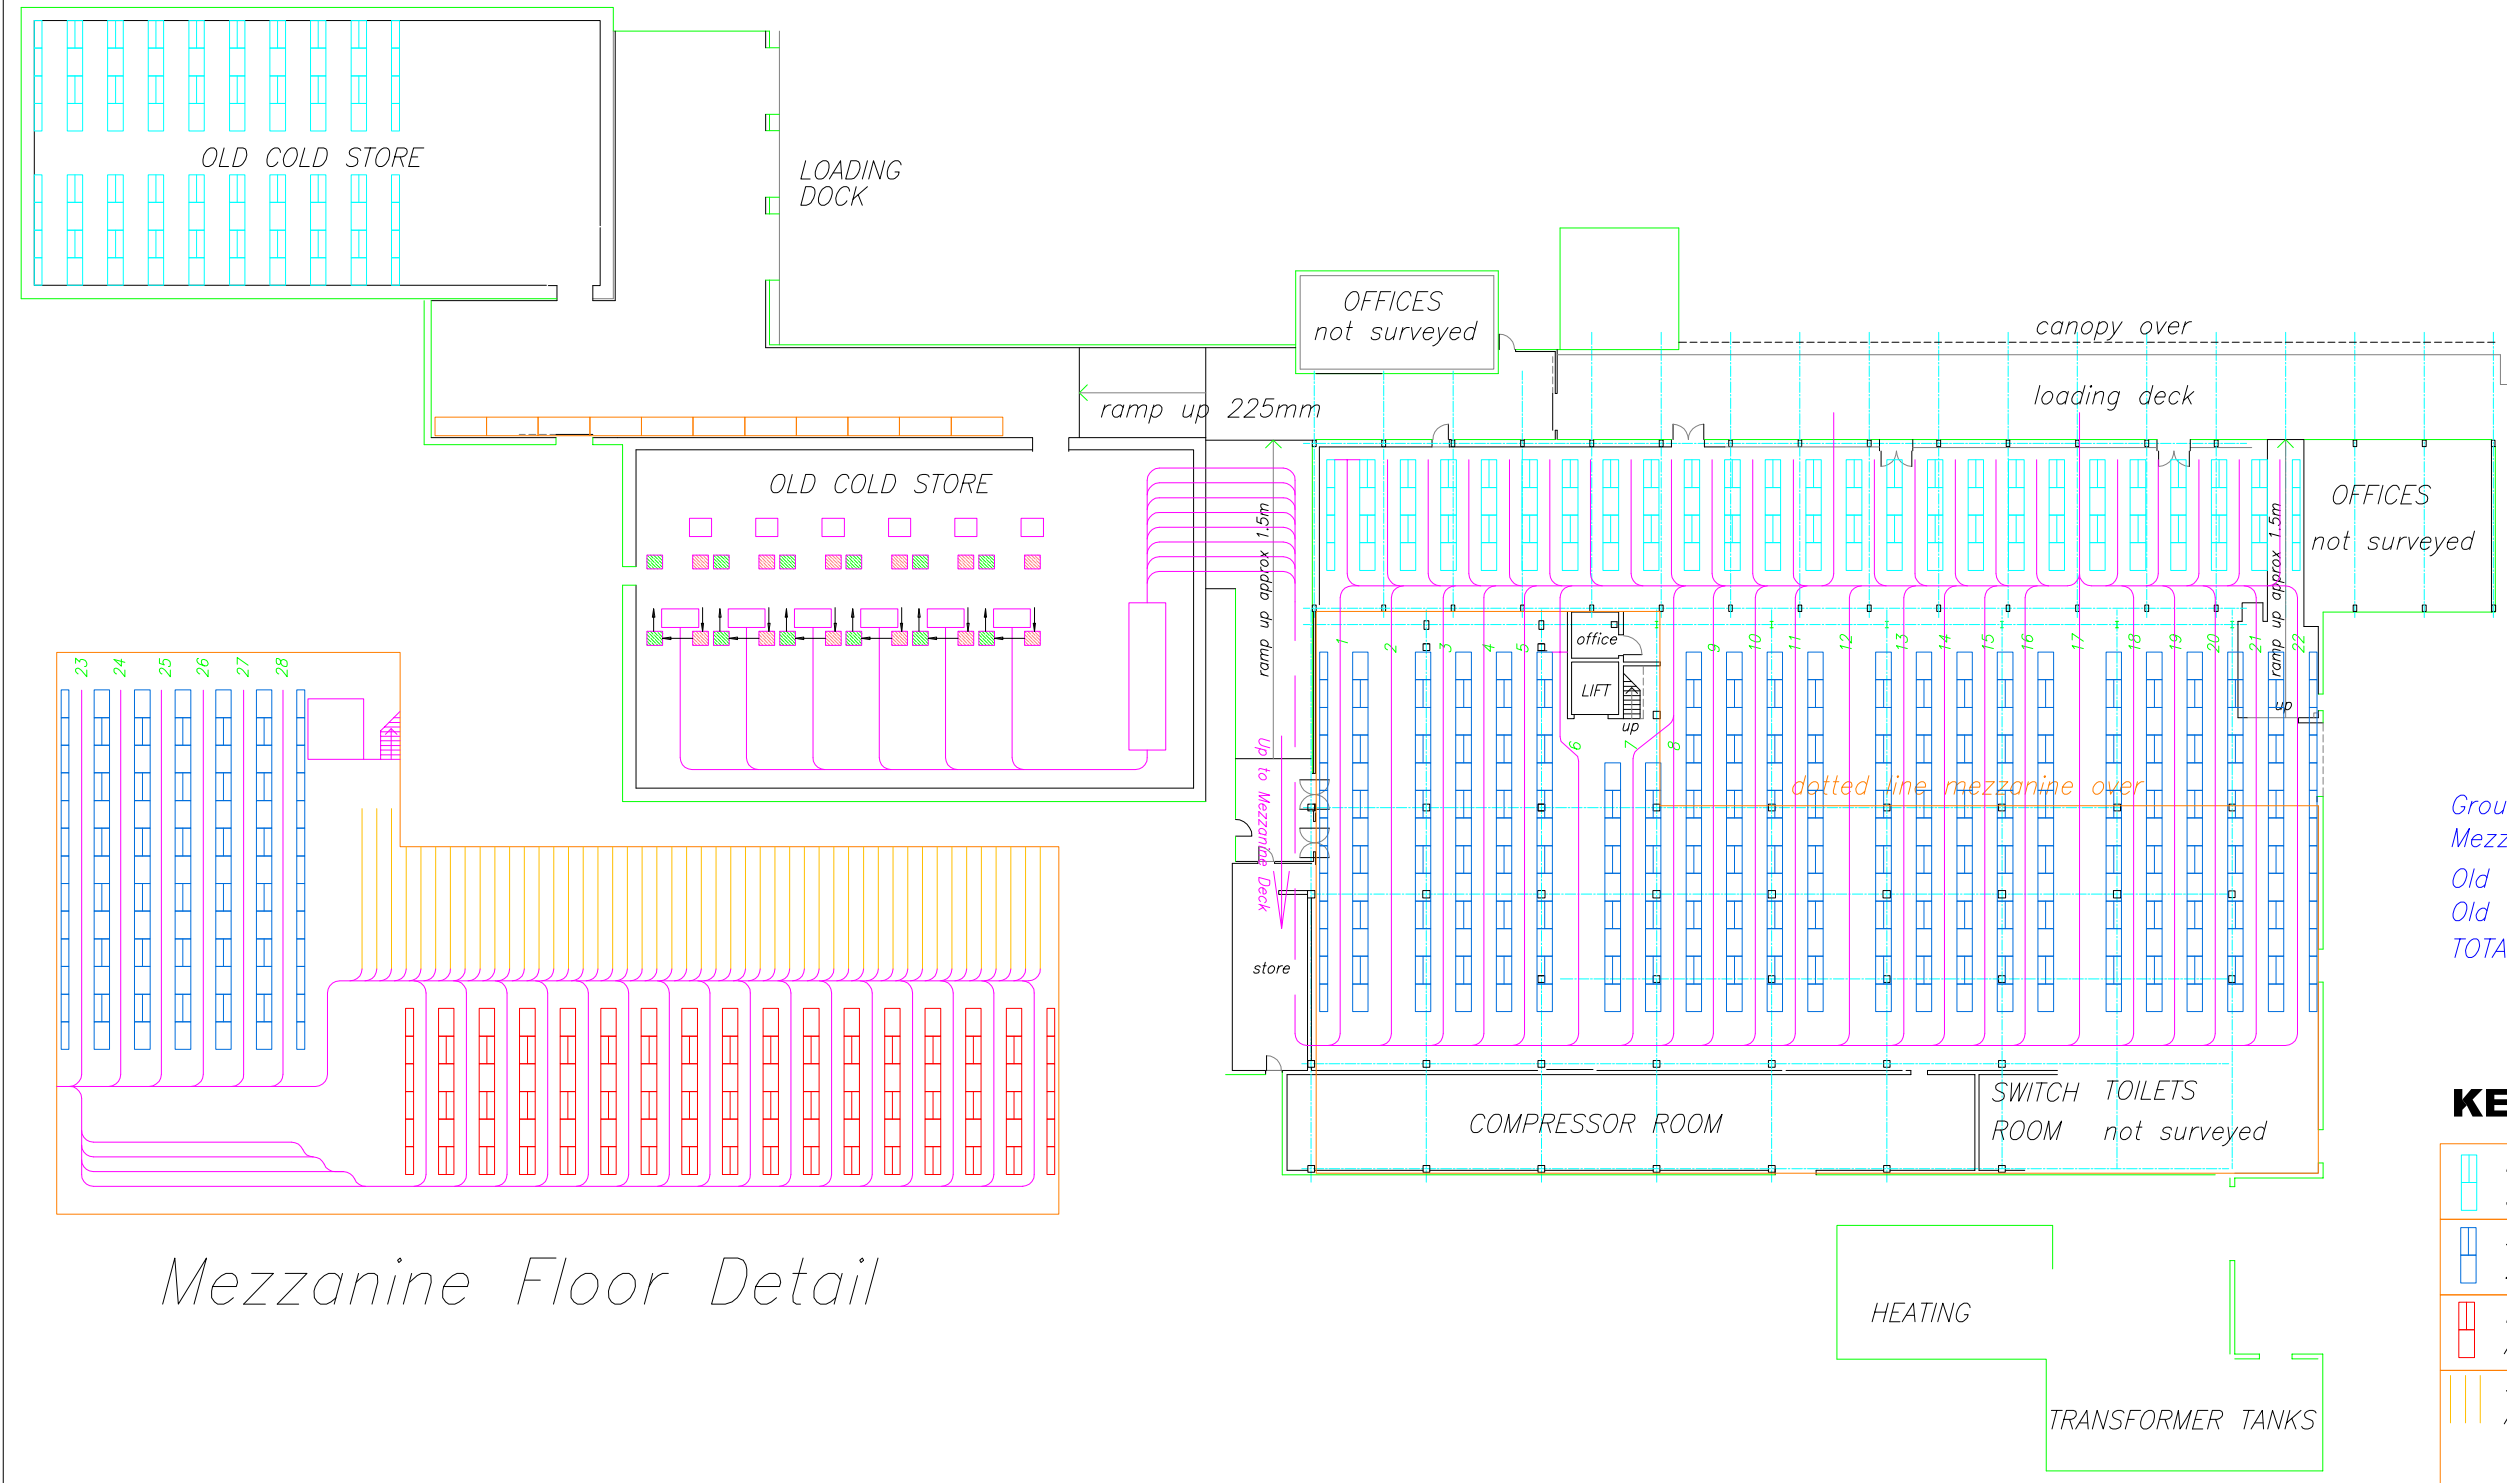 OLD COLD STORE
LOADING
DOCK
OFFICES
not surveyed
canopy over
loading deck
ramp up 225mm
OLD COLD STORE
ramp up approx 1.5m
ramp up approx 1.5m
up
OFFICES
not surveyed
office
LIFT
up
1
2
3
4
5
6
7
8
9
10
11
12
13
14
15
16
17
18
19
20
21
22
23
24
25
26
27
28
dotted line mezzanine over
Up to Mezzanine Deck
store
COMPRESSOR ROOM
SWITCH
ROOM
TOILETS
not surveyed
Old
Old
Mezzanine Floor Detail
HEATING
TRANSFORMER TANKS